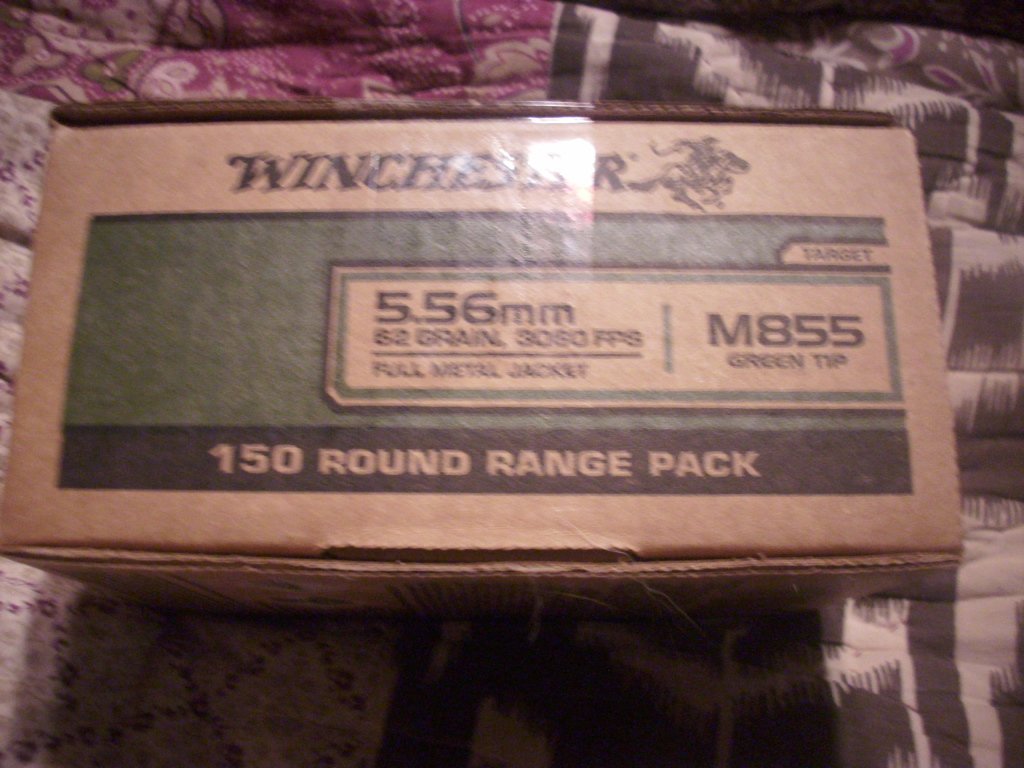 WINCHESTER
TARGET
5.56mm
62 GRAIN, 3060 FPS
FULL METAL JACKET
M855
GREEN TIP
150 ROUND RANGE PACK